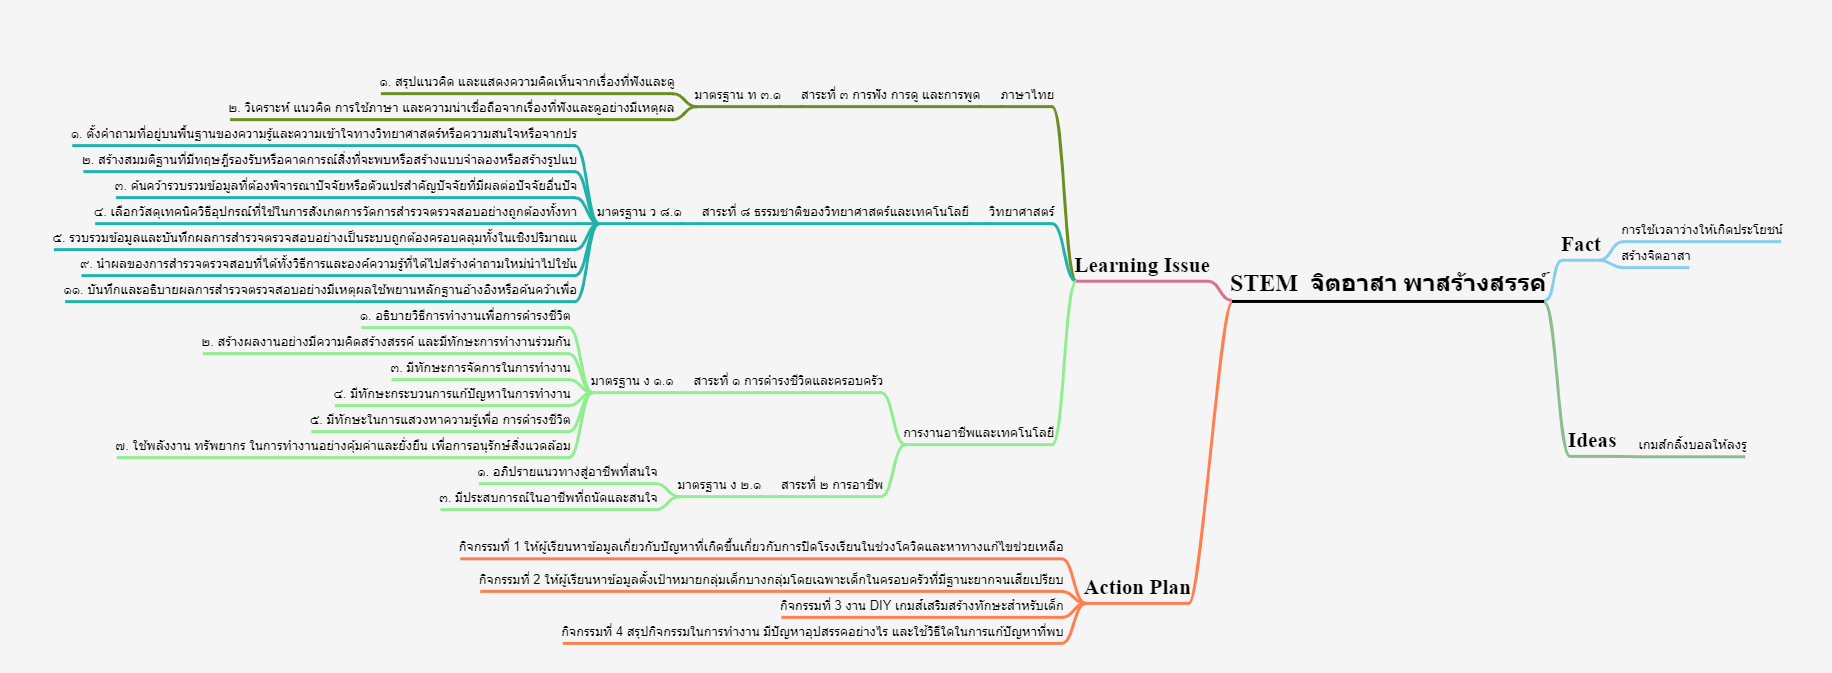 STEM  จิตอาสา พาสร้างสรรค์
Fact
การใช้เวลาว่างให้เกิดประโยชน์
สร้างจิตอาสา
Ideas
เกมส์กลิ้งบอลให้ลงรู
Learning Issue
ภาษาไทย
สาระที่ ๓ การฟัง การดู และการพูด
มาตรฐาน ท ๓.๑
๑. สรุปแนวคิด และแสดงความคิดเห็นจากเรื่องที่ฟังและดู
๒. วิเคราะห์ แนวคิด การใช้ภาษา และความน่าเชื่อถือจากเรื่องที่ฟังและดูอย่างมีเหตุผล
วิทยาศาสตร์
สาระที่ ๘ ธรรมชาติของวิทยาศาสตร์และเทคโนโลยี
มาตรฐาน ว ๘.๑
๑. ตั้งคำถามที่อยู่บนพื้นฐานของความรู้และความเข้าใจทางวิทยาศาสตร์หรือความสนใจหรือจากปร
๒. สร้างสมมติฐานที่มีทฤษฎีรองรับหรือคาดการณ์สิ่งที่จะพบหรือสร้างแบบจำลองหรือสร้างรูปแบ
๓. ค้นคว้ารวบรวมข้อมูลที่ต้องพิจารณาปัจจัยหรือตัวแปรสำคัญปัจจัยที่มีผลต่อปัจจัยอื่นปัจ
๔. เลือกวัสดุเทคนิควิธีอุปกรณ์ที่ใช้ในการสังเกตการวัดการสำรวจตรวจสอบอย่างถูกต้องทั้งทา
๕. รวบรวมข้อมูลและบันทึกผลการสำรวจตรวจสอบอย่างเป็นระบบถูกต้องครอบคลุมทั้งในเชิงปริมาณแ
๙. นำผลของการสำรวจตรวจสอบที่ได้ทั้งวิธีการและองค์ความรู้ที่ได้ไปสร้างคำถามใหม่นำไปใช้แ
๑๑. บันทึกและอธิบายผลการสำรวจตรวจสอบอย่างมีเหตุผลใช้พยานหลักฐานอ้างอิงหรือค้นคว้าเพื่อ
การงานอาชีพและเทคโนโลยี
สาระที่ ๑ การดำรงชีวิตและครอบครัว
มาตรฐาน ง ๑.๑
๑. อธิบายวิธีการทำงานเพื่อการดำรงชีวิต
๒. สร้างผลงานอย่างมีความคิดสร้างสรรค์ และมีทักษะการทำงานร่วมกัน
๓. มีทักษะการจัดการในการทำงาน
๔. มีทักษะกระบวนการแก้ปัญหาในการทำงาน
๕. มีทักษะในการแสวงหาความรู้เพื่อ การดำรงชีวิต
๗. ใช้พลังงาน ทรัพยากร ในการทำงานอย่างคุ้มค่าและยั่งยืน เพื่อการอนุรักษ์สิ่งแวดล้อม
สาระที่ ๒ การอาชีพ
มาตรฐาน ง ๒.๑
๑. อภิปรายแนวทางสู่อาชีพที่สนใจ
๓. มีประสบการณ์ในอาชีพที่ถนัดและสนใจ
Action Plan
กิจกรรมที่ 1 ให้ผู้เรียนหาข้อมูลเกี่ยวกับปัญหาที่เกิดขึ้นเกี่ยวกับการปิดโรงเรียนในช่วงโควิดและหาทางแก้ไขช่วยเหลือ
กิจกรรมที่ 2 ให้ผู้เรียนหาข้อมูลตั้งเป้าหมายกลุ่มเด็กบางกลุ่มโดยเฉพาะเด็กในครอบครัวที่มีฐานะยากจนเสียเปรียบ
กิจกรรมที่ 3 งาน DIY เกมส์เสริมสร้างทักษะสำหรับเด็ก
กิจกรรมที่ 4 สรุปกิจกรรมในการทำงาน มีปัญหาอุปสรรคอย่างไร และใช้วิธีใดในการแก้ปัญหาที่พบ